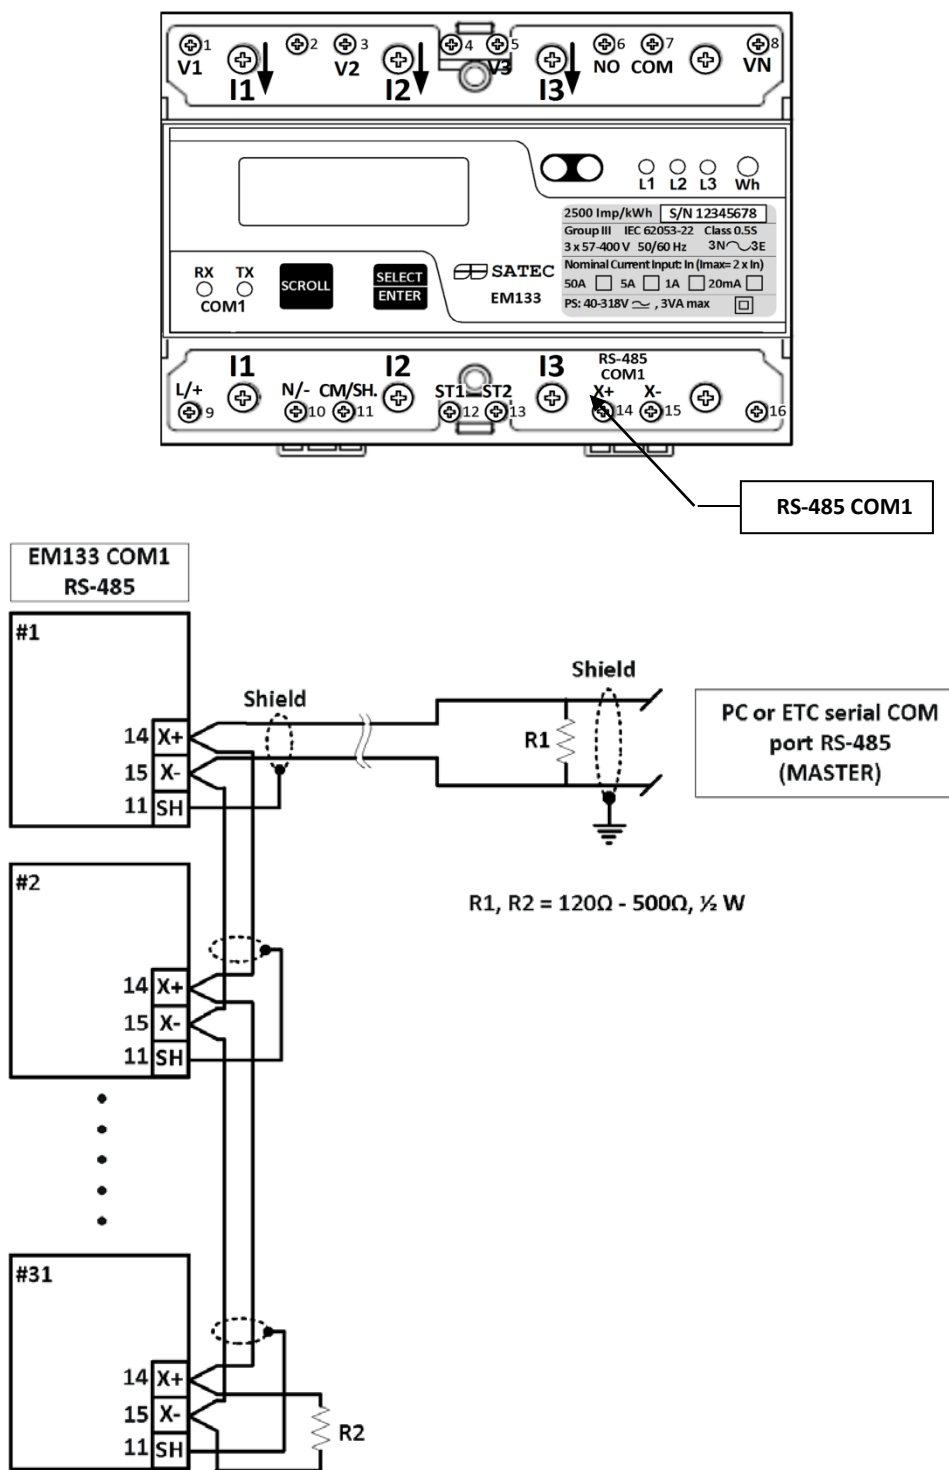 1 2 3 4 5 6 7 8
V1 V2 V3 NO COM VN
I1 I2 I3
L1 L2 L3 Wh
2500 Imp/kWh S/N 12345678
Group III IEC 62053-22 Class 0.5S
3 x 57-400 V 50/60 Hz 3N 3E
Nominal Current Input: In (Imax= 2 x In)
50A 5A 1A 20mA
PS: 40-318V , 3VA max
RX TX
COM1
SCROLL
SELECT
ENTER
SATEC
EM133
I1 I2 I3
RS-485
COM1
L/+ N/- CM/SH. ST1 ST2 X+ X-
9 10 11 12 13 14 15 16
RS-485 COM1
EM133 COM1
RS-485
#1
Shield
Shield
14 X+
15 X-
11 SH
R1
PC or ETC serial COM
port RS-485
(MASTER)
#2
R1, R2 = 120Ω - 500Ω, ½ W
14 X+
15 X-
11 SH
#31
14 X+
15 X-
11 SH
R2